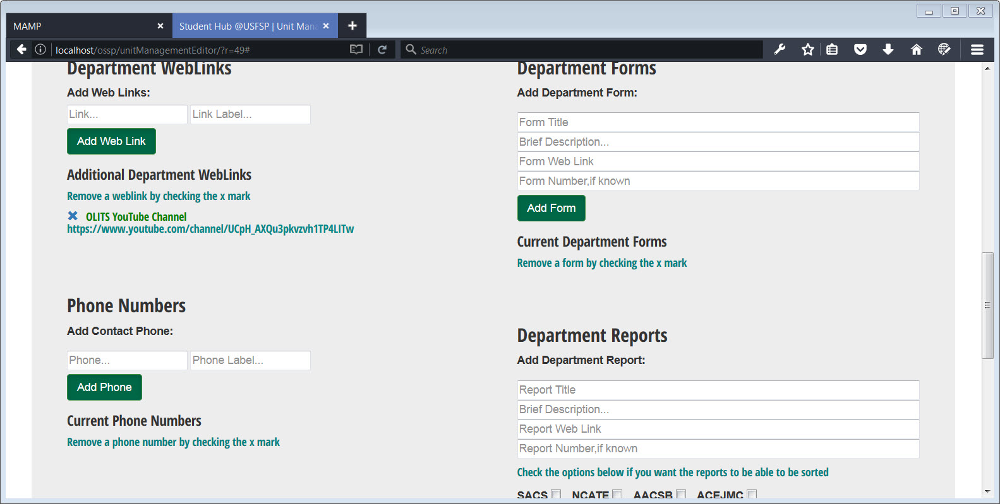 MAMP
Student Hub @USFSP | Unit Mana
localhost/ossp/unitManagementEditor/?r=49#
Search
Department WebLinks
Add Web Links:
Link...
Link Label...
Add Web Link
Additional Department WebLinks
Remove a weblink by checking the x mark
OLITS YouTube Channel
https://www.youtube.com/channel/UCpH_AXQu3pkvzvh1TP4LITw
Phone Numbers
Add Contact Phone:
Phone...
Phone Label...
Add Phone
Current Phone Numbers
Remove a phone number by checking the x mark
Department Forms
Add Department Form:
Form Title
Brief Description...
Form Web Link
Form Number,if known
Add Form
Current Department Forms
Remove a form by checking the x mark
Department Reports
Add Department Report:
Report Title
Brief Description...
Report Web Link
Report Number,if known
Check the options below if you want the reports to be able to be sorted
SACS NCATE AACSB ACEJMC